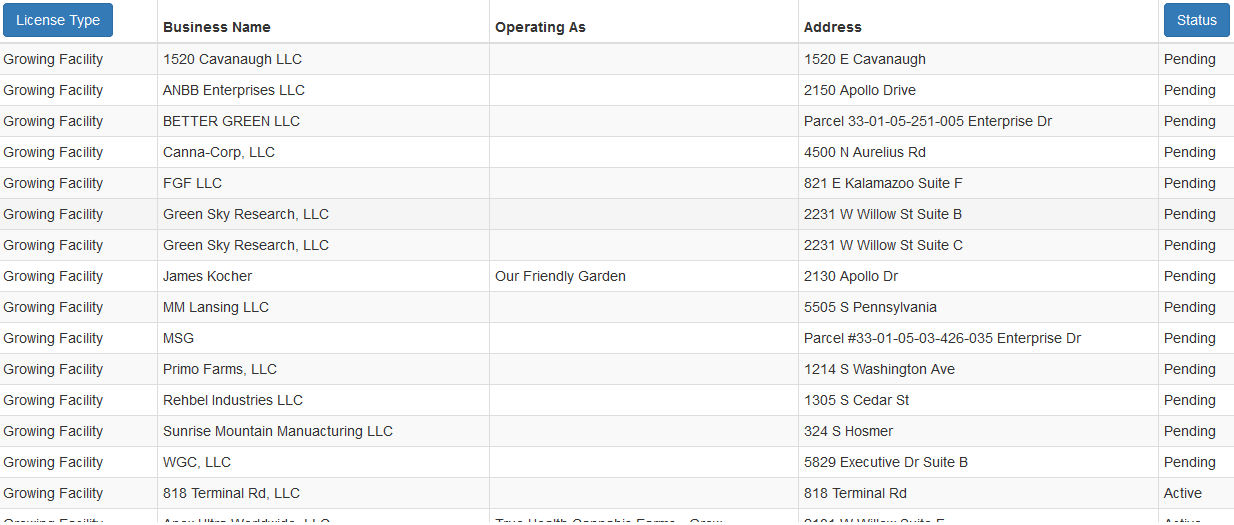 License Type Business Name Operating As Address Status
Growing Facility 1520 Cavanaugh LLC 1520 E Cavanaugh Pending
Growing Facility ANBB Enterprises LLC 2150 Apollo Drive Pending
Growing Facility BETTER GREEN LLC Parcel 33-01-05-251-005 Enterprise Dr Pending
Growing Facility Canna-Corp, LLC 4500 N Aurelius Rd Pending
Growing Facility FGF LLC 821 E Kalamazoo Suite F Pending
Growing Facility Green Sky Research, LLC 2231 W Willow St Suite B Pending
Growing Facility Green Sky Research, LLC 2231 W Willow St Suite C Pending
Growing Facility James Kocher Our Friendly Garden 2130 Apollo Dr Pending
Growing Facility MM Lansing LLC 5505 S Pennsylvania Pending
Growing Facility MSG Parcel #33-01-05-03-426-035 Enterprise Dr Pending
Growing Facility Primo Farms, LLC 1214 S Washington Ave Pending
Growing Facility Rehbel Industries LLC 1305 S Cedar St Pending
Growing Facility Sunrise Mountain Manuacturing LLC 324 S Hosmer Pending
Growing Facility WGC, LLC 5829 Executive Dr Suite B Pending
Growing Facility 818 Terminal Rd, LLC 818 Terminal Rd Active